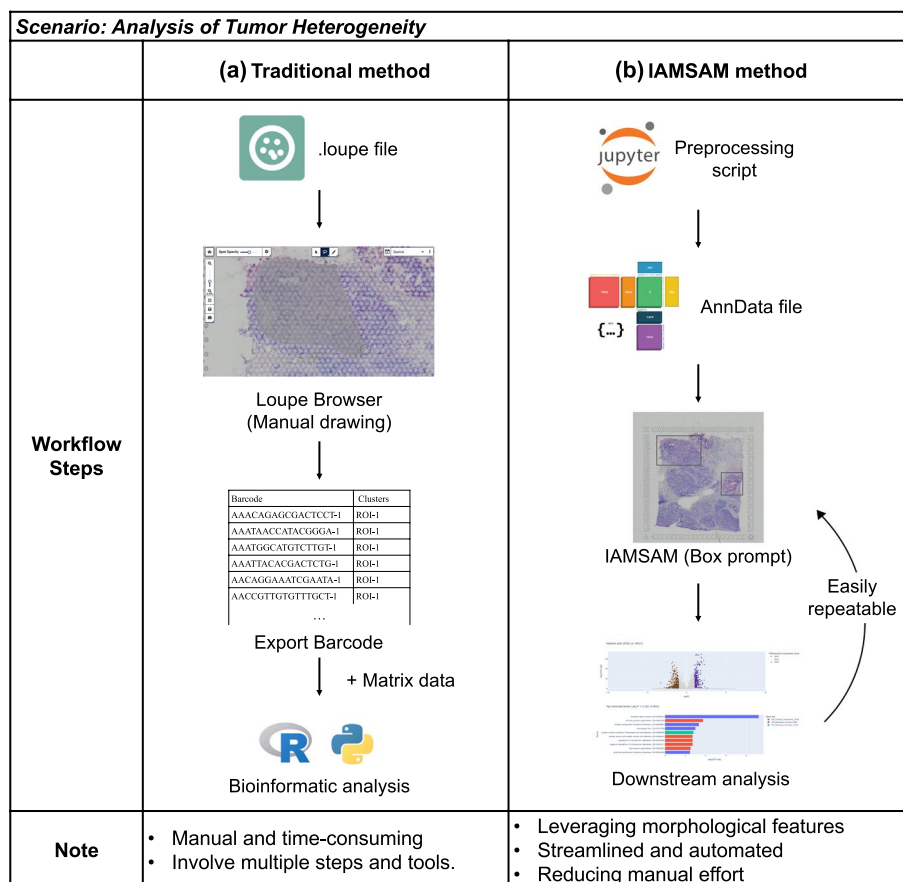 Scenario: Analysis of Tumor Heterogeneity
(a) Traditional method
(b) IAMSAM method
Workflow
Steps
.loupe file
Spot Opacity
Spatial
Loupe Browser
(Manual drawing)
Barcode Clusters
AAACAGAGCGACTCCT-1 ROI-1
AAATAACCATACGGGA-1 ROI-1
AAATGGCATGTCTTGT-1 ROI-1
AAATTACACGACTCTG-1 ROI-1
AACAGGAAATCGAATA-1 ROI-1
AACCGTTGTGTTTGCT-1 ROI-1
...
Export Barcode
+ Matrix data
R
Bioinformatic analysis
jupyter
Preprocessing
script
{...}
AnnData file
IAMSAM (Box prompt)
Easily
repeatable
Downstream analysis
Note
• Manual and time-consuming
• Involve multiple steps and tools.
• Leveraging morphological features
• Streamlined and automated
• Reducing manual effort